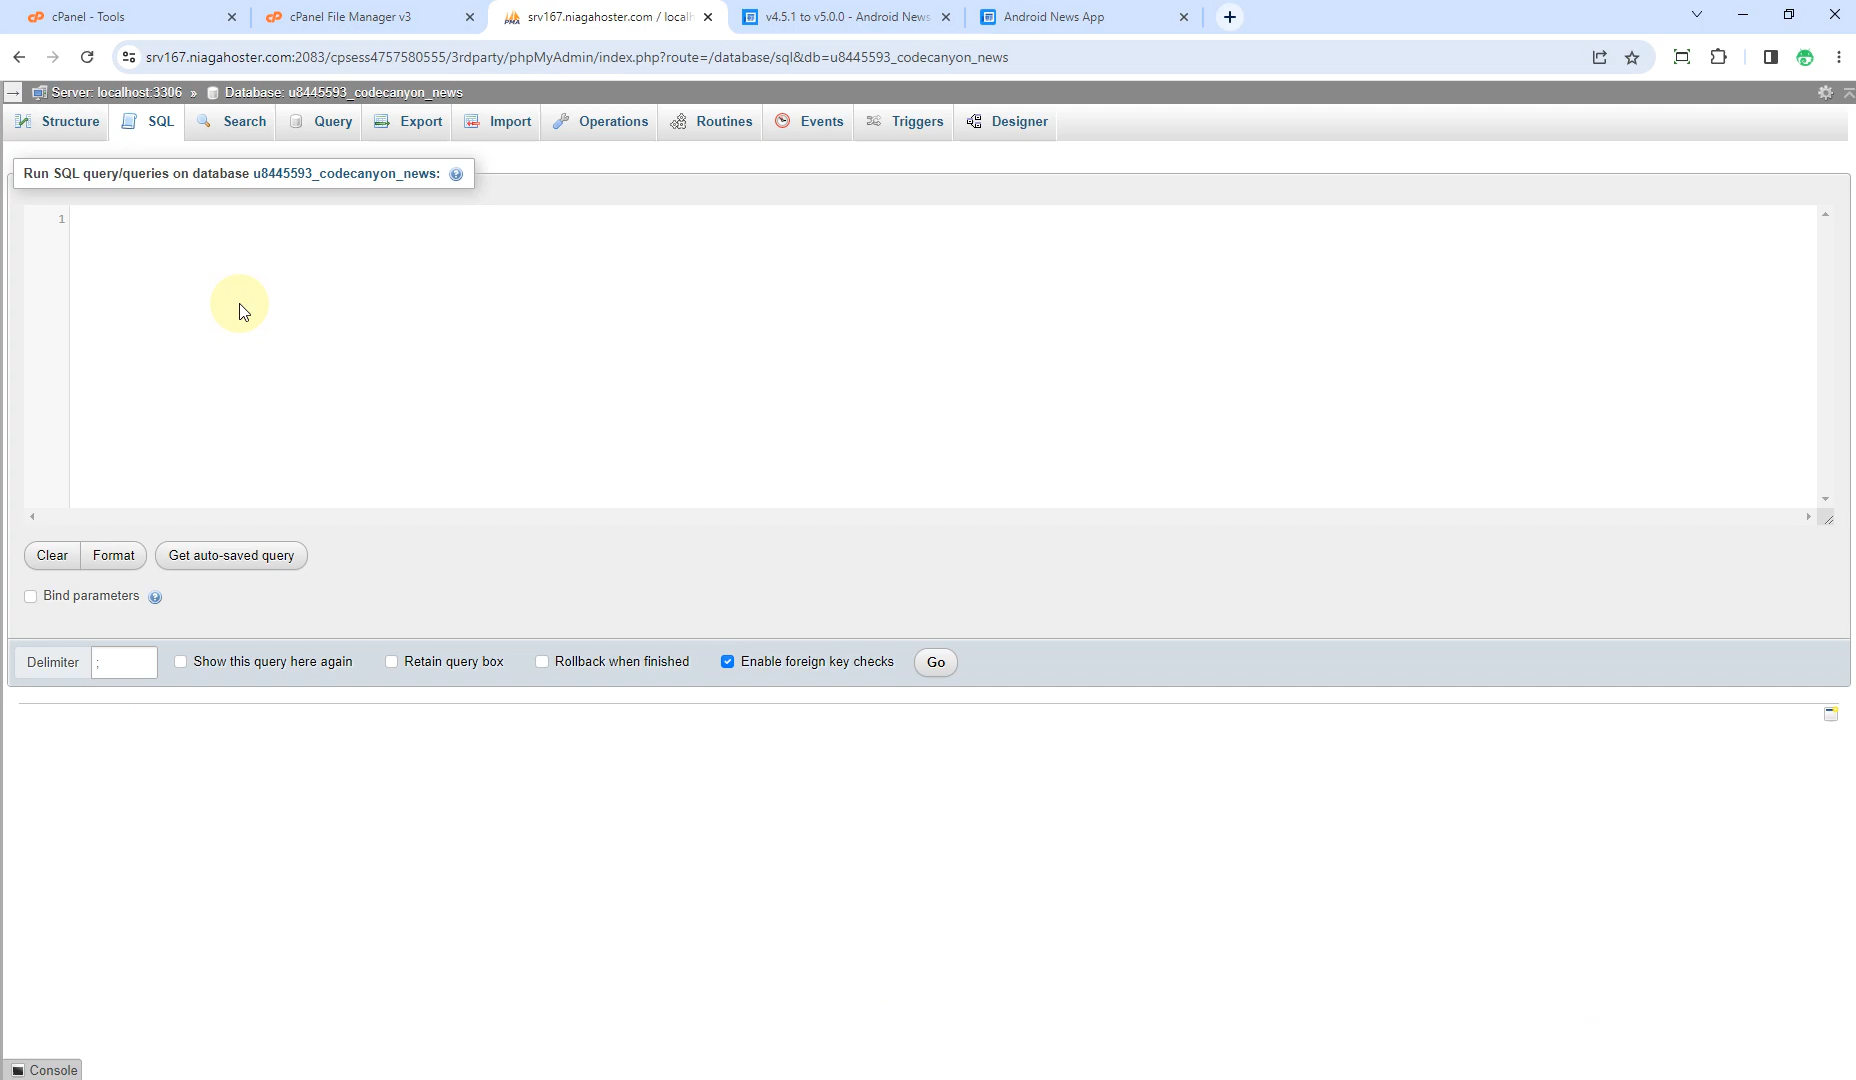 cPanel - Tools
cPanel File Manager v3
srv167.niagahoster.com / localh
v4.5.1 to v5.0.0 - Android News
Android News App
srv167.niagahoster.com:2083/cpsess4757580555/3rdparty/phpMyAdmin/index.php?route=/database/sql&db=u8445593_codecanyon_news
Server: localhost:3306 » Database: u8445593_codecanyon_news
Structure
SQL
Search
Query
Export
Import
Operations
Routines
Events
Triggers
Designer
Run SQL query/queries on database u8445593_codecanyon_news:
1
Clear
Format
Get auto-saved query
Bind parameters
Delimiter
;
Show this query here again
Retain query box
Rollback when finished
Enable foreign key checks
Go
Console